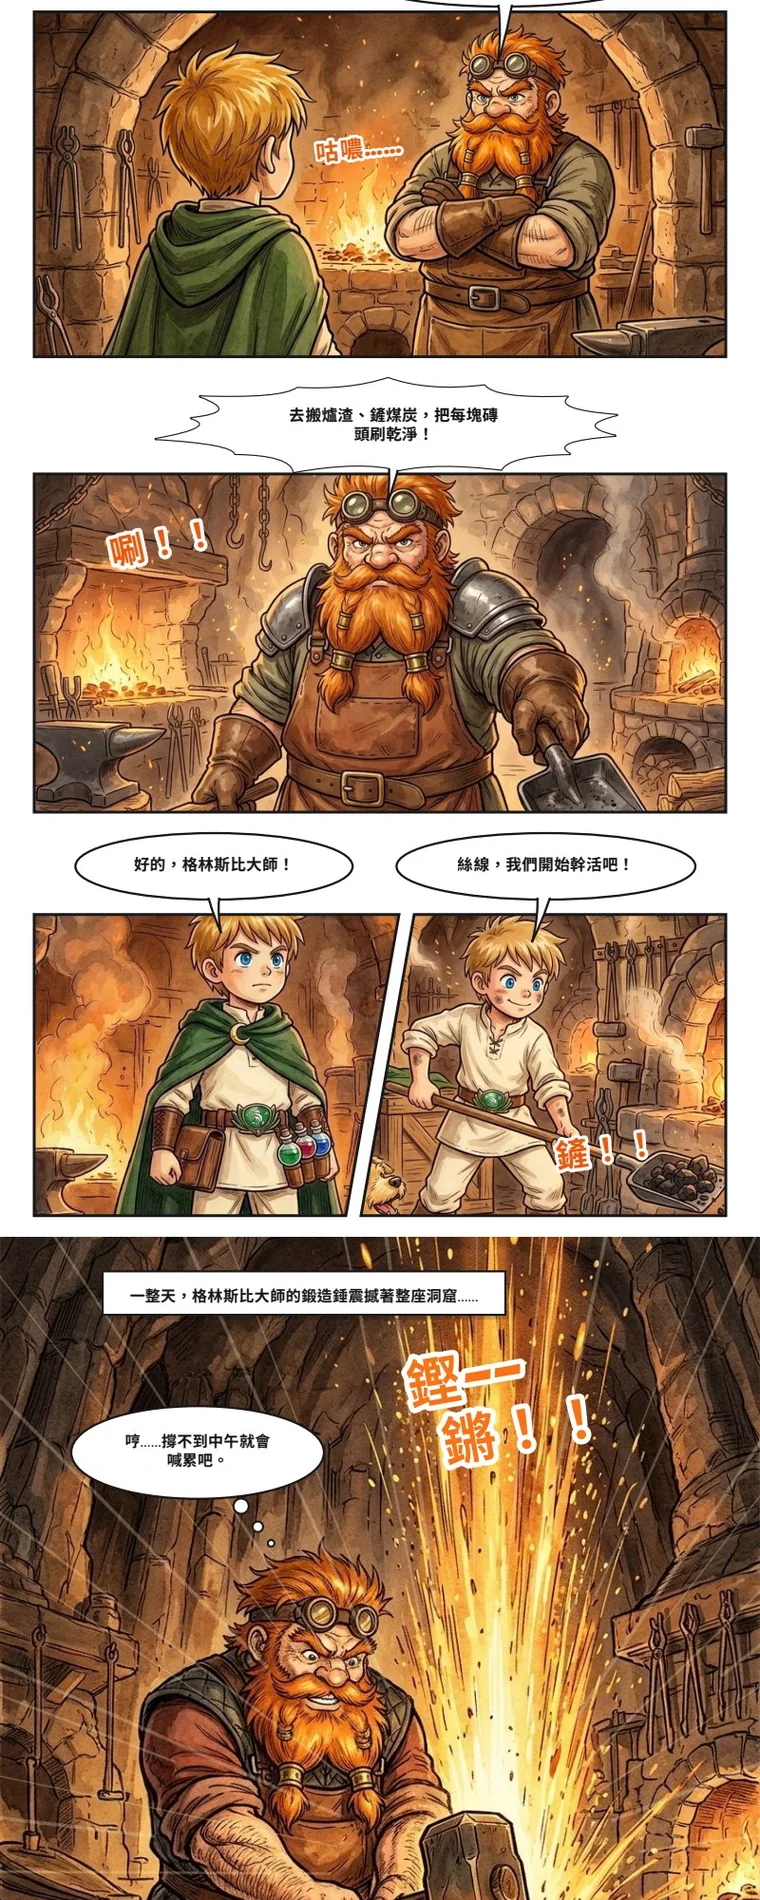 咕噥……
去搬爐渣、鏟煤炭，把每塊磚
頭刷乾淨！
唰！！
好的，格林斯比大師！
絲線，我們開始幹活吧！
鏟！！
一整天，格林斯比大師的鍛造錘震撼著整座洞窟……
鏗——
鏘！！
哼……撐不到中午就會
喊累吧。